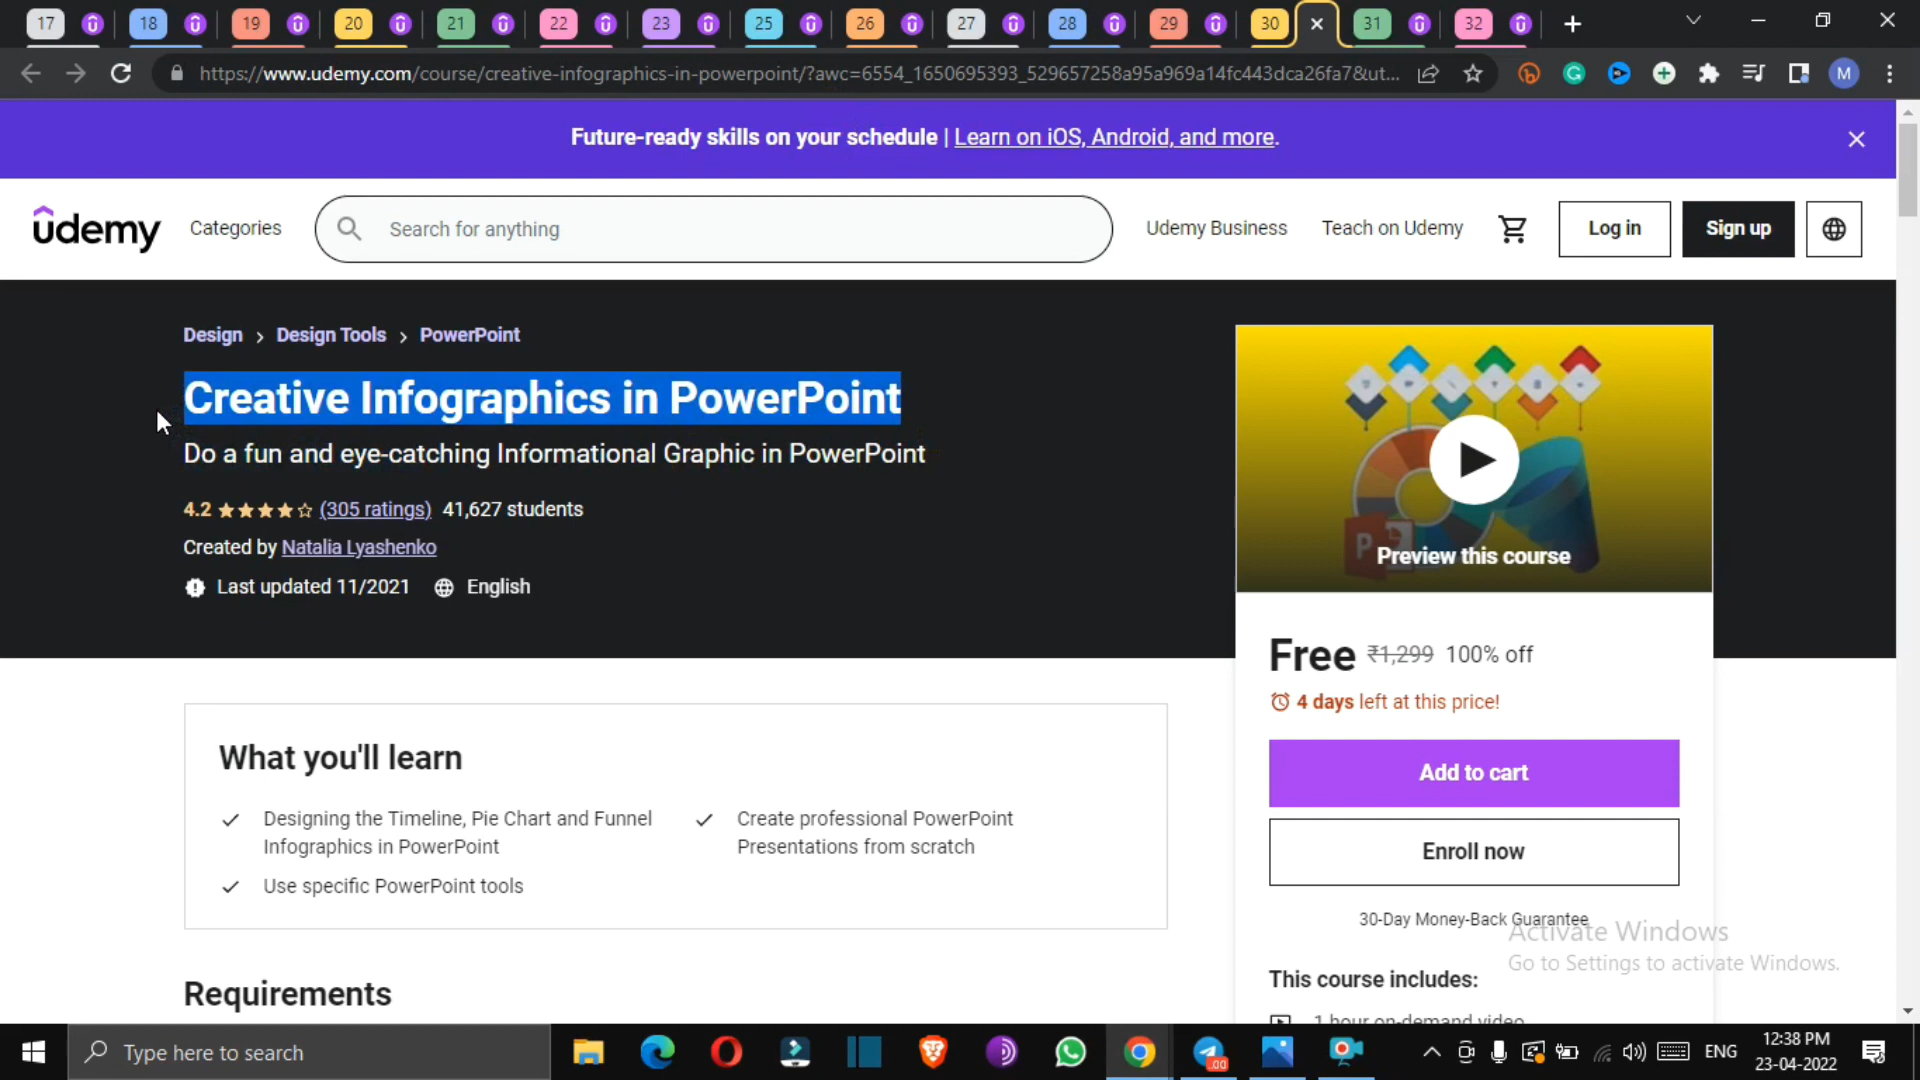 17 18 19 20 21 22 23 25 26 27 28 29 30 31 32
https://www.udemy.com/course/creative-infographics-in-powerpoint/?awc=6554_1650695393_529657258a95a969a14fc443dca26fa7&ut...
M
Future-ready skills on your schedule | Learn on iOS, Android, and more.
udemy
Categories
Search for anything
Udemy Business
Teach on Udemy
Log in
Sign up
Design > Design Tools > PowerPoint
Creative Infographics in PowerPoint
Do a fun and eye-catching Informational Graphic in PowerPoint
4.2 (305 ratings) 41,627 students
Created by Natalia Lyashenko
Last updated 11/2021 English
P
Preview this course
Free ₹1,299 100% off
4 days left at this price!
Add to cart
Enroll now
30-Day Money-Back Guarantee
This course includes:
1 hour on-demand video
What you'll learn
Designing the Timeline, Pie Chart and Funnel
Infographics in PowerPoint
Create professional PowerPoint
Presentations from scratch
Use specific PowerPoint tools
Requirements
Activate Windows
Go to Settings to activate Windows.
Type here to search
ENG
12:38 PM
23-04-2022